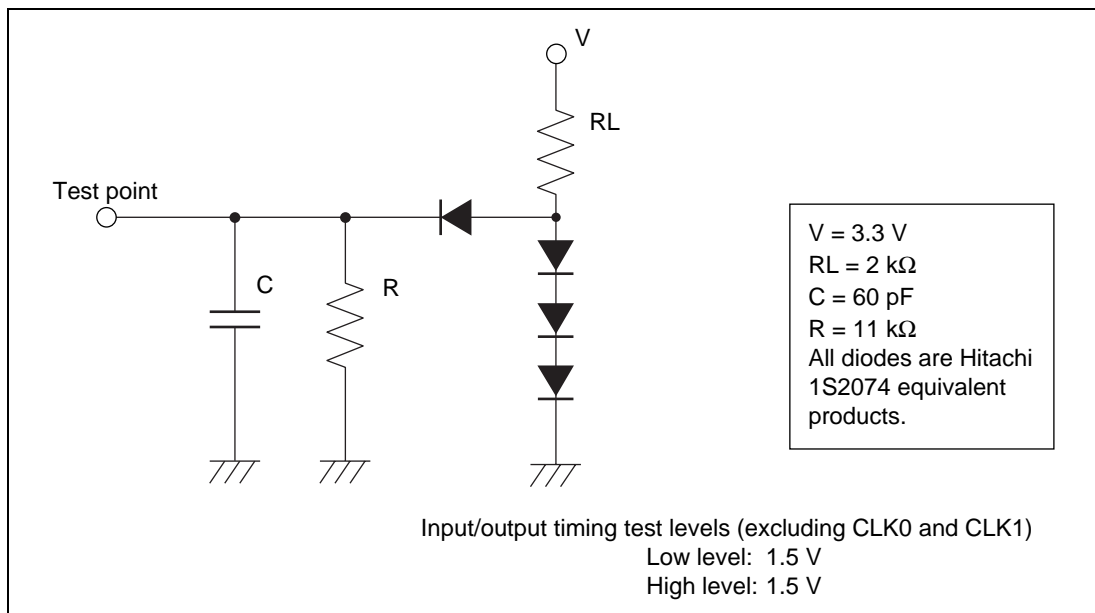 V
RL
Test point
C
R
V = 3.3 V
RL = 2 kΩ
C = 60 pF
R = 11 kΩ
All diodes are Hitachi
1S2074 equivalent
products.
Input/output timing test levels (excluding CLK0 and CLK1)
Low level: 1.5 V
High level: 1.5 V